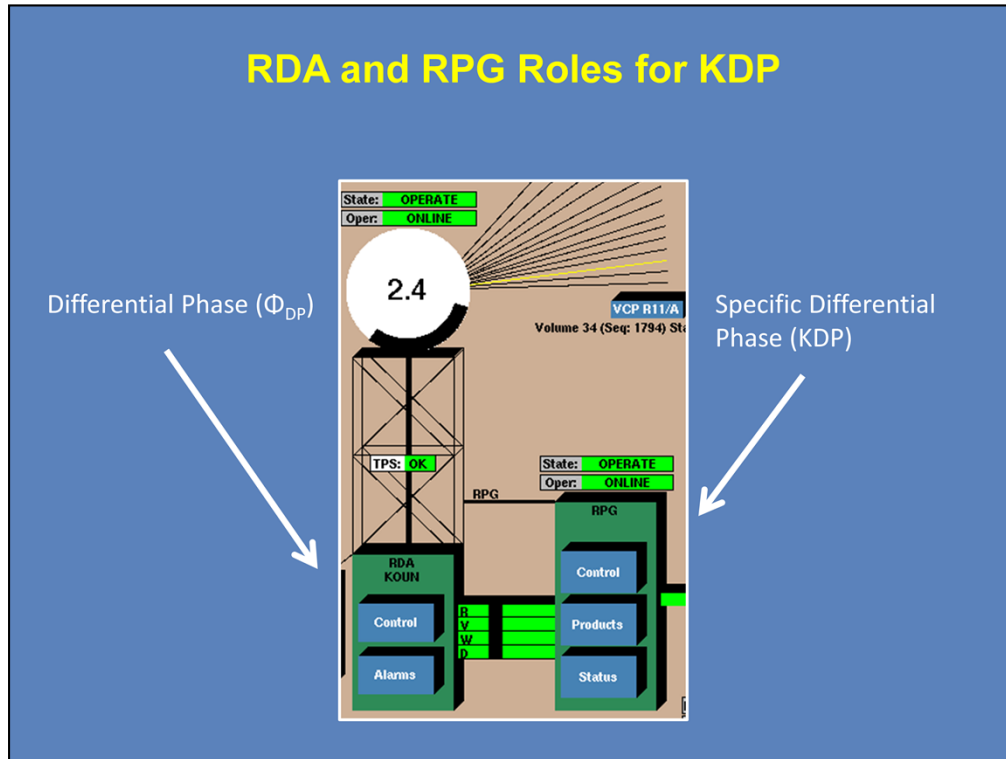 RDA and RPG Roles for KDP
State: OPERATE
Oper: ONLINE
2.4
Differential Phase (Φ_DP)
VCP R11/A
Volume 34 (Seq: 1794) Sta
Specific Differential
Phase (KDP)
TPS: OK
State: OPERATE
Oper: ONLINE
RPG
RPG
RDA
KOUN
Control
Alarms
R
V
W
D
Control
Products
Status